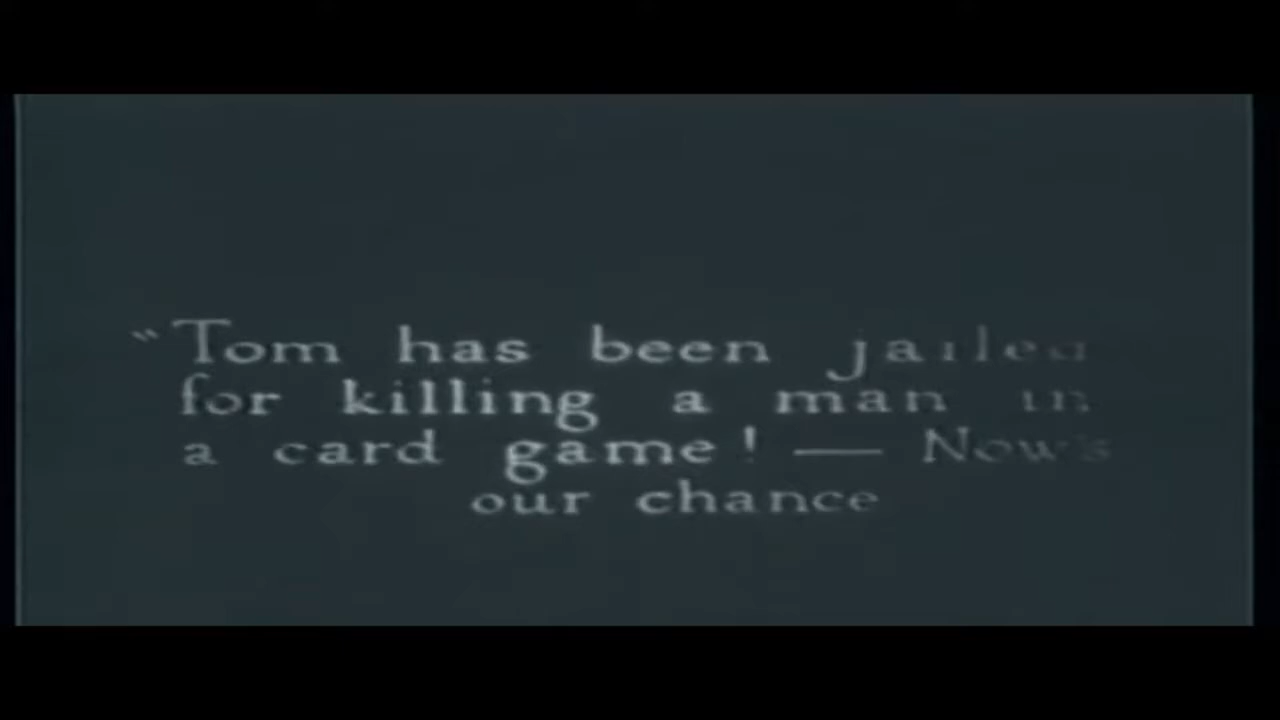 "Tom has been jailed
for killing a man in
a card game! — Now's
our chance